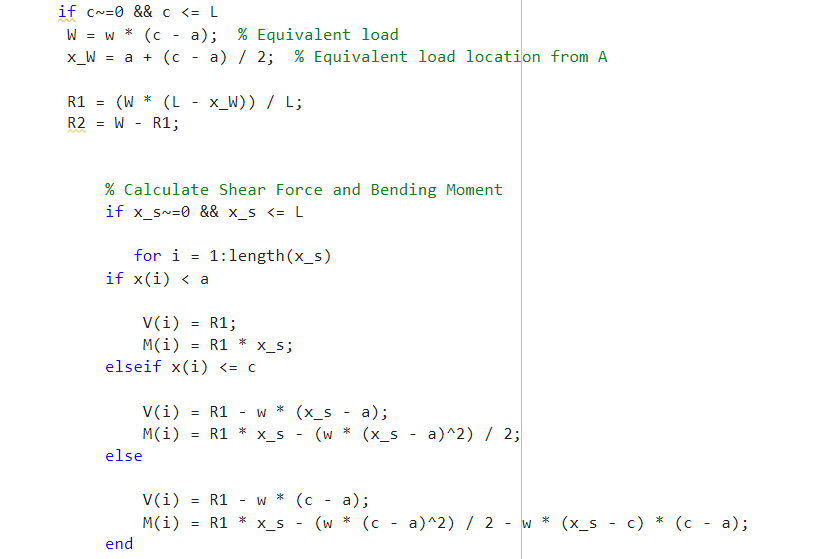 if c~=0 && c <= L
W = w * (c - a);  % Equivalent load
x_W = a + (c - a) / 2;  % Equivalent load location from A
R1 = (W * (L - x_W)) / L;
R2 = W - R1;
% Calculate Shear Force and Bending Moment
if x_s~=0 && x_s <= L
for i = 1:length(x_s)
if x(i) < a
V(i) = R1;
M(i) = R1 * x_s;
elseif x(i) <= c
V(i) = R1 - w * (x_s - a);
M(i) = R1 * x_s - (w * (x_s - a)^2) / 2;
else
V(i) = R1 - w * (c - a);
M(i) = R1 * x_s - (w * (c - a)^2) / 2 - w * (x_s - c) * (c - a);
end